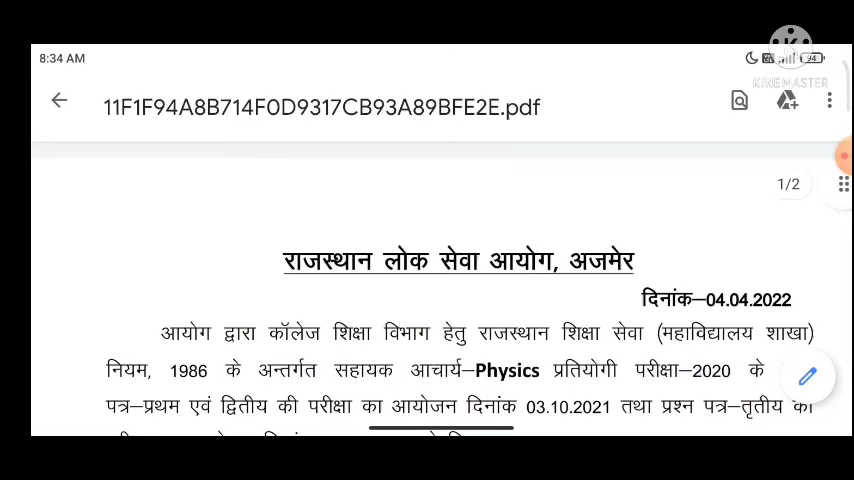 8:34 AM
94
KINEMASTER
11F1F94A8B714F0D9317CB93A89BFE2E.pdf
1/2
राजस्थान लोक सेवा आयोग, अजमेर
दिनांक–04.04.2022
आयोग द्वारा कॉलेज शिक्षा विभाग हेतु राजस्थान शिक्षा सेवा (महाविद्यालय शाखा)
नियम, 1986 के अन्तर्गत सहायक आचार्य–Physics प्रतियोगी परीक्षा–2020 के
पत्र–प्रथम एवं द्वितीय की परीक्षा का आयोजन दिनांक 03.10.2021 तथा प्रश्न पत्र–तृतीय की